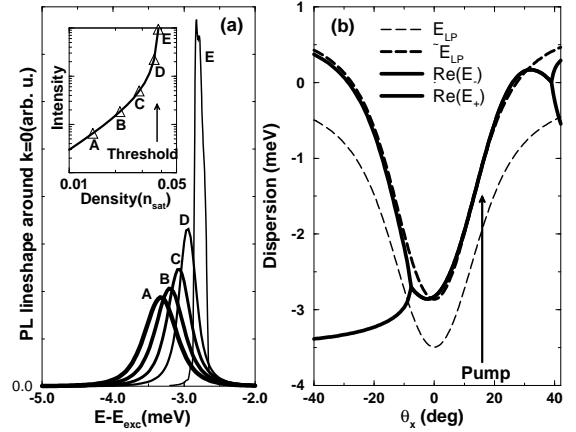 (a)
PL lineshape around k=0(arb. u.)
0.0
-5.0 -4.0 -3.0 -2.0
E-E_exc(meV)
A B C D E
Intensity
A B C D E
Threshold
0.01 0.05
Density(n_sat)
(b)
E_LP
~E_LP
Re(E_-)
Re(E_+)
Dispersion (meV)
0
-1
-2
-3
-4
-40 -20 0 20 40
θ_x (deg)
Pump